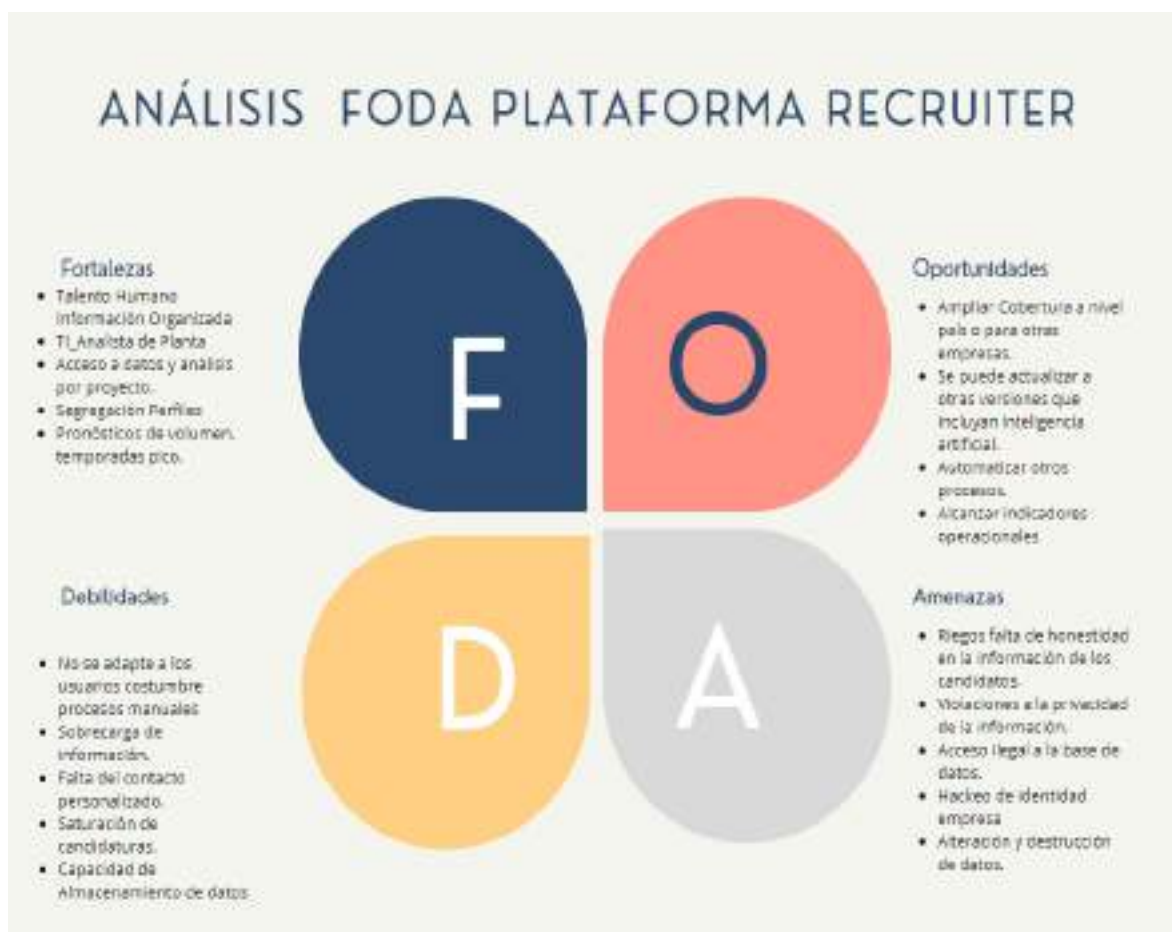 ANÁLISIS FODA PLATAFORMA RECRUITER
Fortalezas
• Talento Humano
Información Organizada
• TI_Analista de Planta
• Acceso a datos y análisis
por proyecto.
• Segregación Perfiles
• Pronósticos de volumen,
temporadas pico.
F
O
Oportunidades
• Ampliar Cobertura a nivel
país o para otras
empresas.
• Se puede actualizar a
otras versiones que
incluyan inteligencia
artificial.
• Automatizar otros
procesos.
• Alcanzar indicadores
operacionales
Debilidades
• No se adapte a los
usuarios costumbre
procesos manuales
• Sobrecarga de
información.
• Falta del contacto
personalizado.
• Saturación de
candidaturas.
• Capacidad de
Almacenamiento de datos
D
A
Amenazas
• Riegos falta de honestidad
en la información de los
candidatos.
• Violaciones a la privacidad
de la información.
• Acceso ilegal a la base de
datos.
• Hackeo de identidad
empresa
• Alteración y destrucción
de datos.